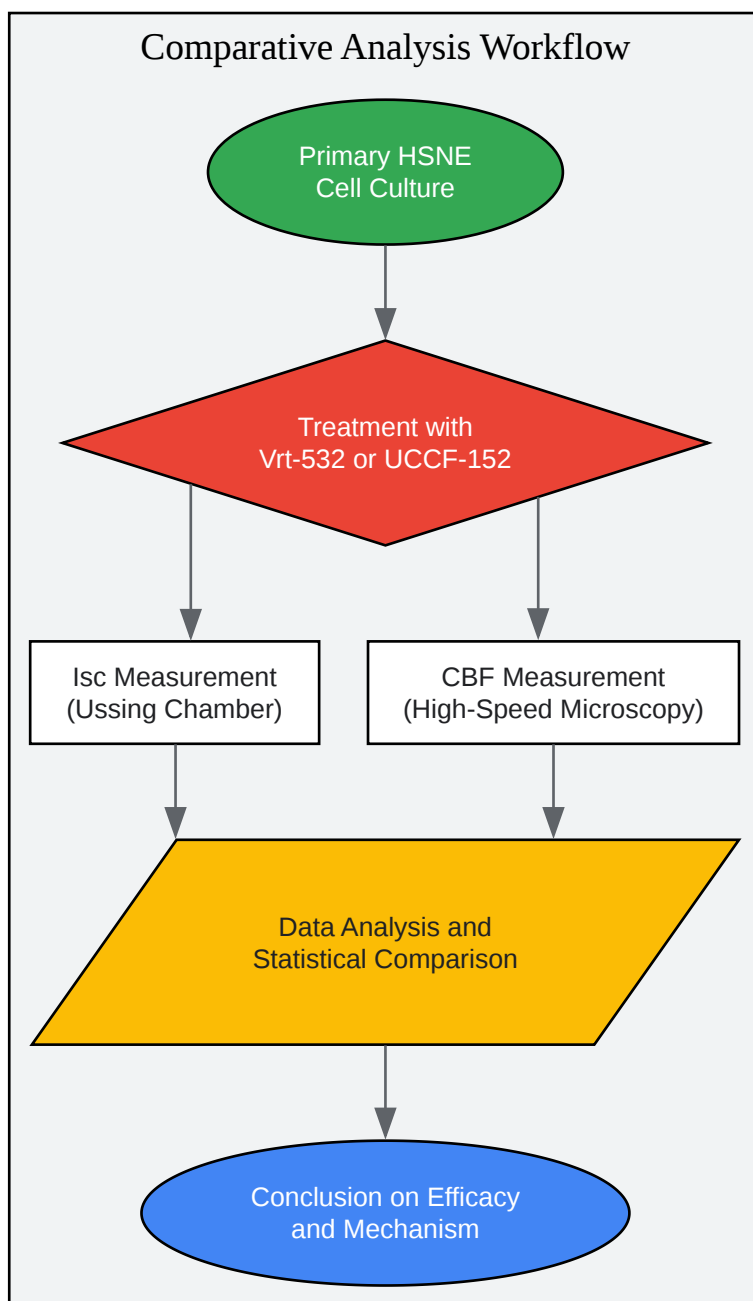 Comparative Analysis Workflow
Primary HSNE
Cell Culture
Treatment with
Vrt-532 or UCCF-152
Isc Measurement
(Ussing Chamber)
CBF Measurement
(High-Speed Microscopy)
Data Analysis and
Statistical Comparison
Conclusion on Efficacy
and Mechanism